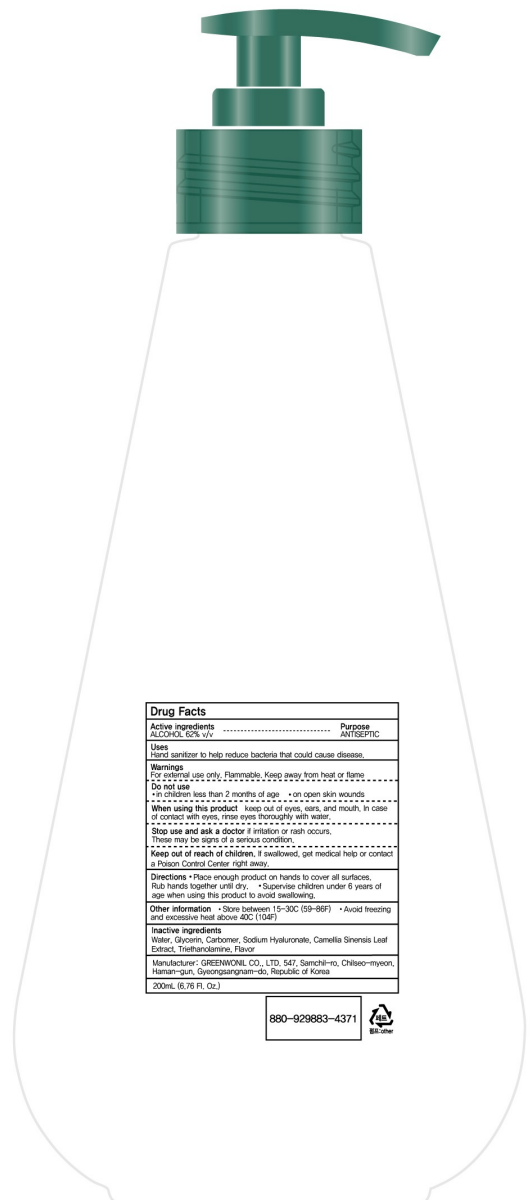 Drug Facts
Active ingredients Purpose
ALCOHOL 62% v/v ANTISEPTIC
Uses
Hand sanitizer to help reduce bacteria that could cause disease.
Warnings
For external use only. Flammable. Keep away from heat or flame
Do not use
• in children less than 2 months of age • on open skin wounds
When using this product keep out of eyes, ears, and mouth. In case
of contact with eyes, rinse eyes thoroughly with water.
Stop use and ask a doctor if irritation or rash occurs.
These may be signs of a serious condition.
Keep out of reach of children. If swallowed, get medical help or contact
a Poison Control Center right away.
Directions • Place enough product on hands to cover all surfaces.
Rub hands together until dry. • Supervise children under 6 years of
age when using this product to avoid swallowing.
Other information • Store between 15-30C (59-86F) • Avoid freezing
and excessive heat above 40C (104F)
Inactive ingredients
Water, Glycerin, Carbomer, Sodium Hyaluronate, Camellia Sinensis Leaf
Extract, Triethanolamine, Flavor
Manufacturer: GREENWONIL CO., LTD, 547, Samchil-ro, Chilseo-myeon,
Haman-gun, Gyeongsangnam-do, Republic of Korea
200mL (6.76 Fl. Oz.)
880-929883-4371
페트
펌프:other